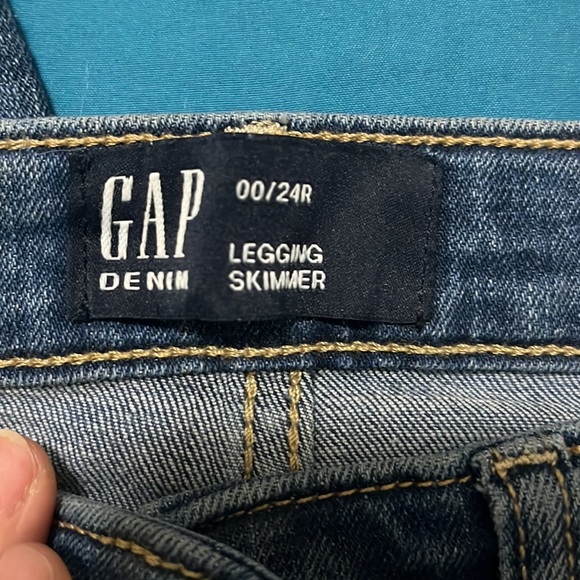 GAP
DENIM
00/24R
LEGGING
SKIMMER